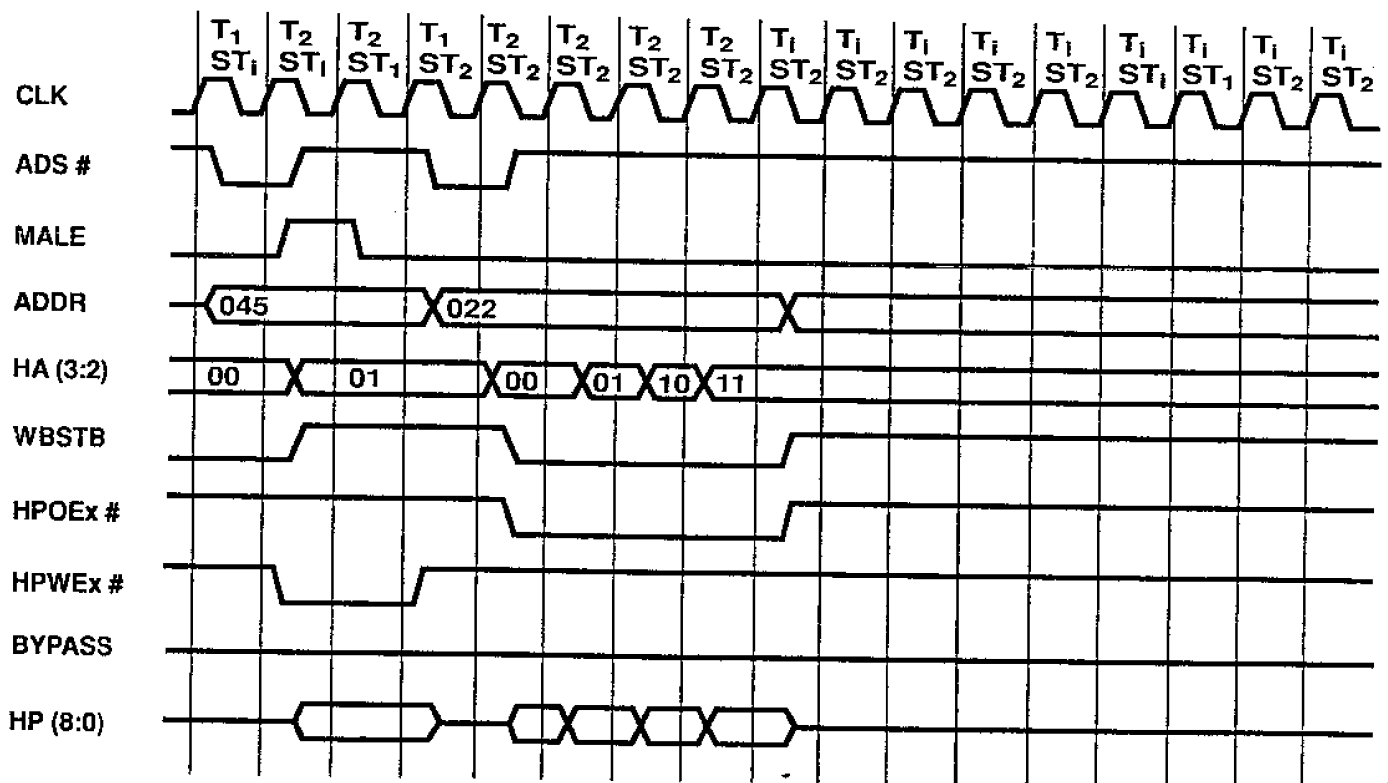 T1 T2 T2 T1 T2 T2 T2 T2 Ti Ti Ti Ti Ti Ti Ti Ti Ti
STi STi ST1 ST2 ST2 ST2 ST2 ST2 ST2 ST2 ST2 ST2 ST2 STi ST1 ST2 ST2
CLK
ADS #
MALE
ADDR 045 022
HA (3:2) 00 01 00 01 10 11
WBSTB
HPOEx #
HPWEx #
BYPASS
HP (8:0)